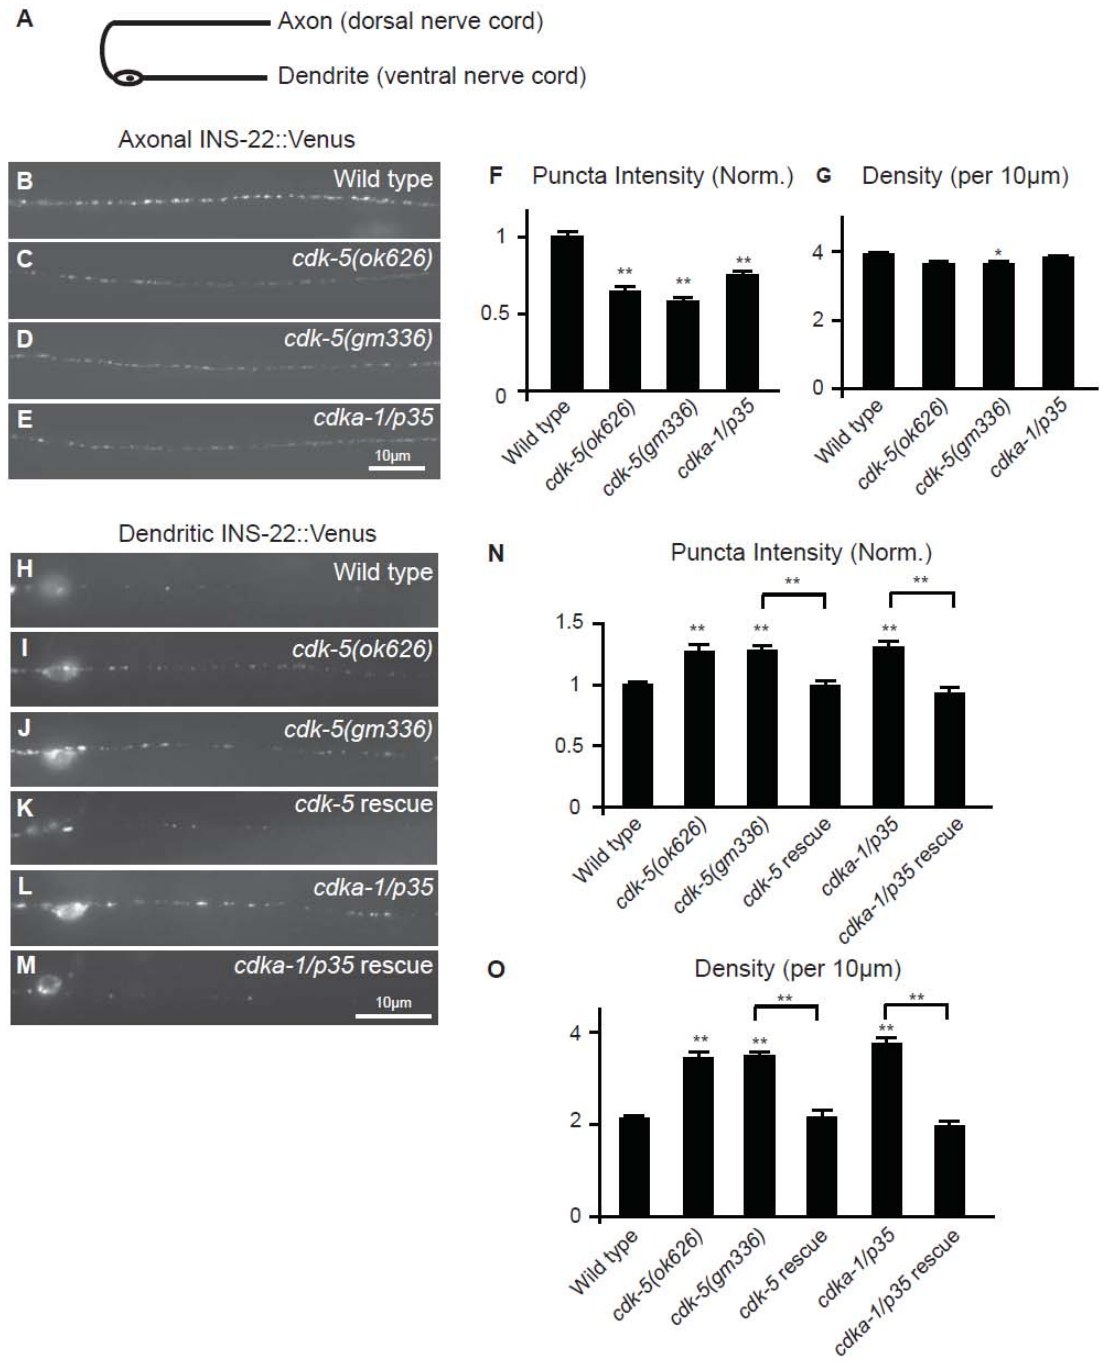 A
Axon (dorsal nerve cord)
Dendrite (ventral nerve cord)
Axonal INS-22::Venus
B
Wild type
C
cdk-5(ok626)
D
cdk-5(gm336)
E
cdka-1/p35
10µm
F
Puncta Intensity (Norm.)
1
0.5
0
**
**
**
Wild type
cdk-5(ok626)
cdk-5(gm336)
cdka-1/p35
G
Density (per 10µm)
4
2
0
*
Wild type
cdk-5(ok626)
cdk-5(gm336)
cdka-1/p35
Dendritic INS-22::Venus
H
Wild type
I
cdk-5(ok626)
J
cdk-5(gm336)
K
cdk-5 rescue
L
cdka-1/p35
M
cdka-1/p35 rescue
10µm
N
Puncta Intensity (Norm.)
**
**
1.5
1
0.5
0
**
**
**
Wild type
cdk-5(ok626)
cdk-5(gm336)
cdk-5 rescue
cdka-1/p35
cdka-1/p35 rescue
O
Density (per 10µm)
**
**
4
2
0
**
**
**
Wild type
cdk-5(ok626)
cdk-5(gm336)
cdk-5 rescue
cdka-1/p35
cdka-1/p35 rescue